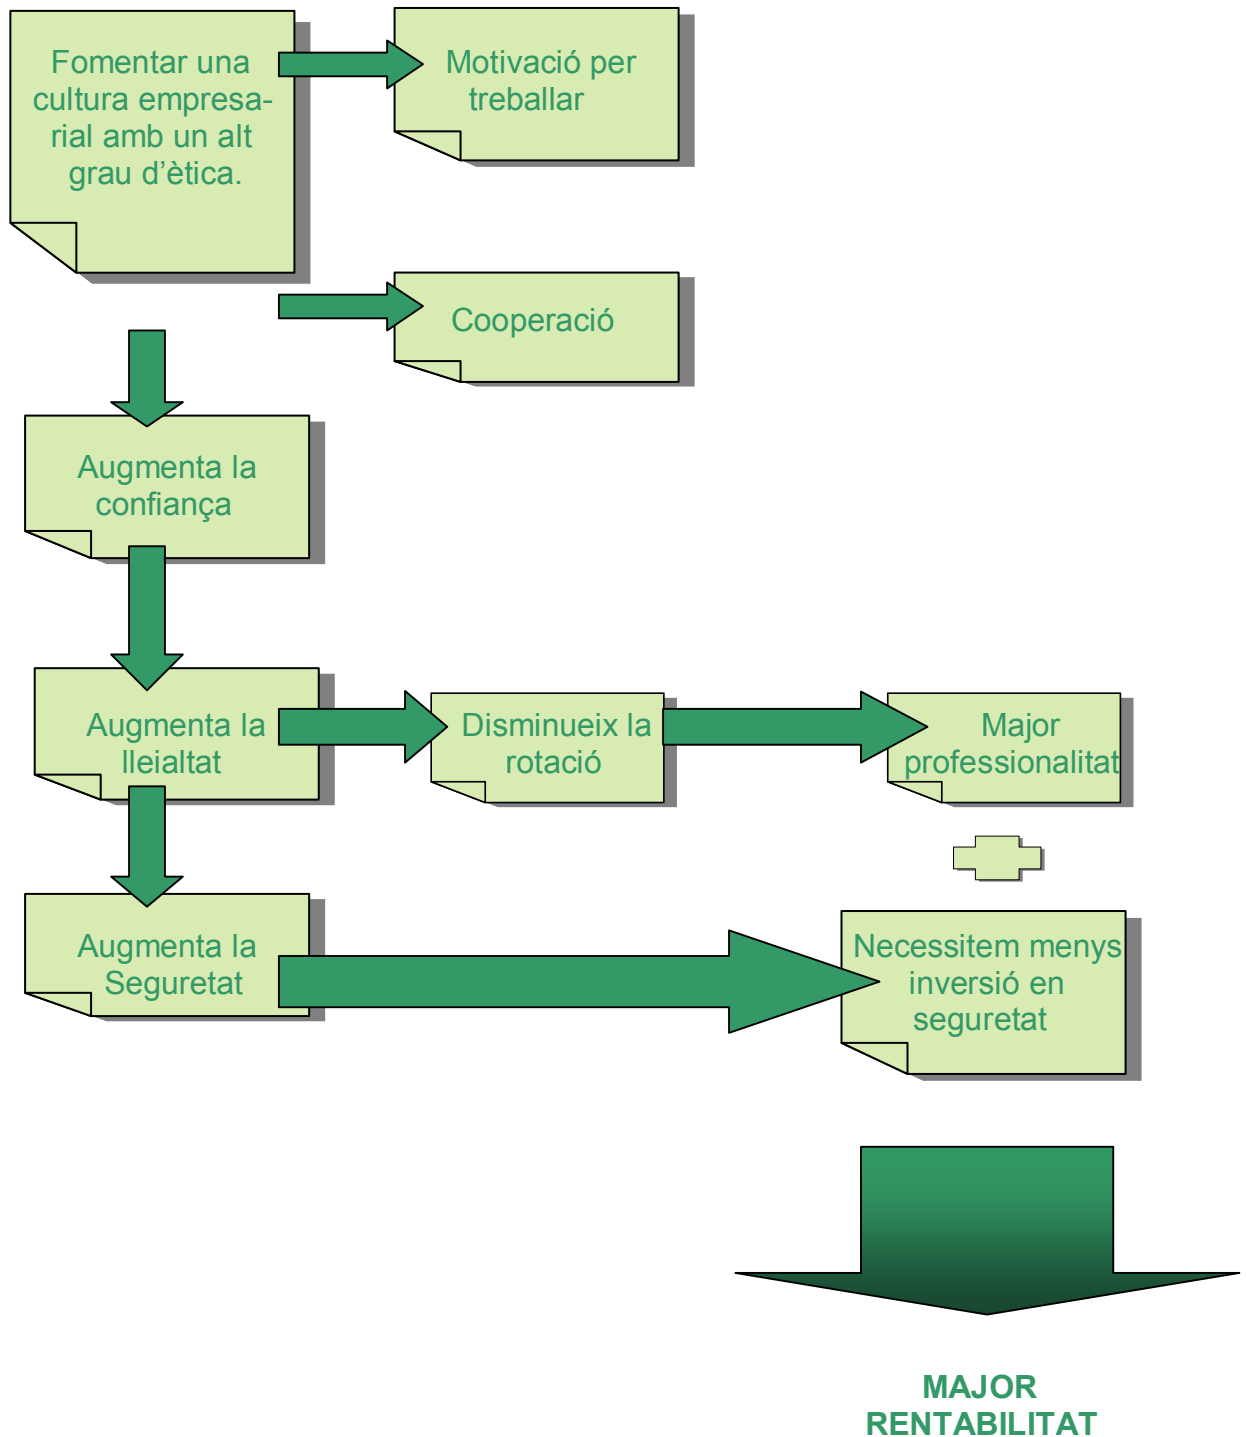 Fomentar una
cultura empresa-
rial amb un alt
grau d'ètica.
Motivació per
treballar
Cooperació
Augmenta la
confiança
Augmenta la
lleialtat
Disminueix la
rotació
Major
professionalitat
Augmenta la
Seguretat
Necessitem menys
inversió en
seguretat
MAJOR
RENTABILITAT